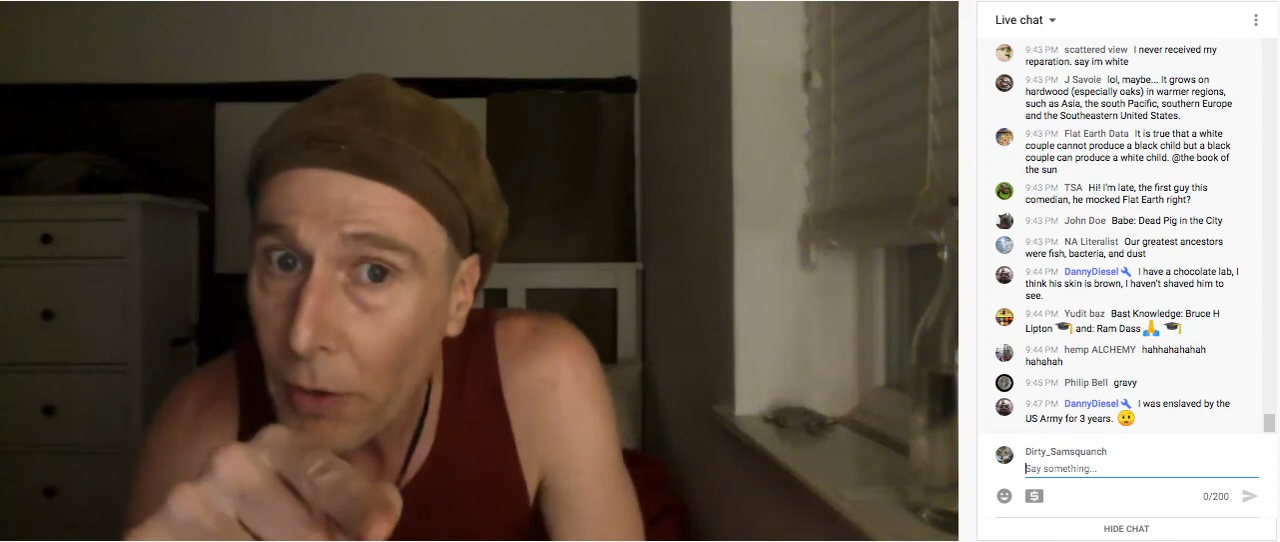 Live chat
9:43 PM scattered view I never received my
reparation. say im white
9:43 PM J Savoie lol, maybe... It grows on
hardwood (especially oaks) in warmer regions,
such as Asia, the south Pacific, southern Europe
and the Southeastern United States.
9:43 PM Flat Earth Data It is true that a white
couple cannot produce a black child but a black
couple can produce a white child. @the book of
the sun
9:43 PM TSA Hi! I'm late, the first guy this
comedian, he mocked Flat Earth right?
9:43 PM John Doe Babe: Dead Pig in the City
9:43 PM NA Literalist Our greatest ancestors
were fish, bacteria, and dust
9:44 PM DannyDiesel I have a chocolate lab, I
think his skin is brown, I haven't shaved him to
see.
9:44 PM Yudit baz Bast Knowledge: Bruce H
Lipton 🎓 and: Ram Dass 🙏 🎓
9:44 PM hemp ALCHEMY hahhahahahah
hahahah
9:45 PM Philip Bell gravy
9:47 PM DannyDiesel I was enslaved by the
US Army for 3 years. 😳
Dirty_Samsquanch
Say something...
0/200
HIDE CHAT